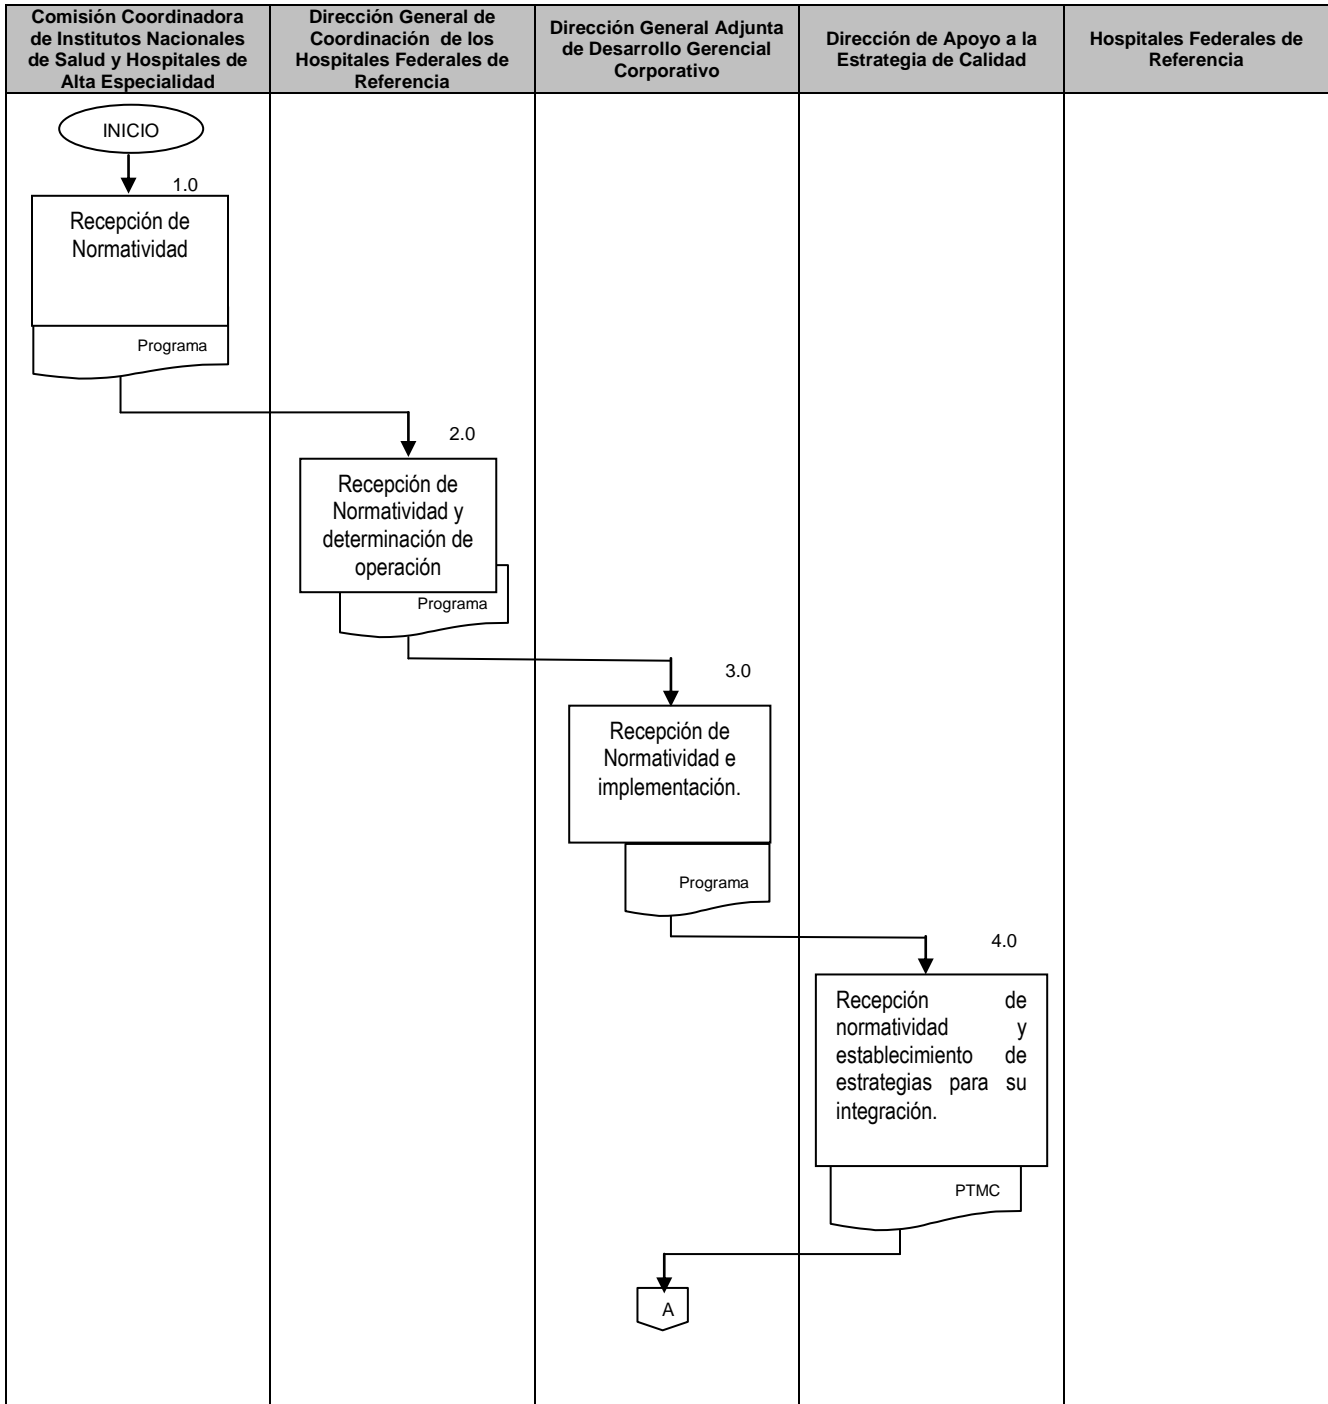 Comisión Coordinadora
de Institutos Nacionales
de Salud y Hospitales de
Alta Especialidad
Dirección General de
Coordinación de los
Hospitales Federales de
Referencia
Dirección General Adjunta
de Desarrollo Gerencial
Corporativo
Dirección de Apoyo a la
Estrategia de Calidad
Hospitales Federales de
Referencia
INICIO
1.0
Recepción de
Normatividad
Programa
2.0
Recepción de
Normatividad y
determinación de
operación
Programa
3.0
Recepción de
Normatividad e
implementación.
Programa
4.0
Recepción de
normatividad y
establecimiento de
estrategias para su
integración.
PTMC
A